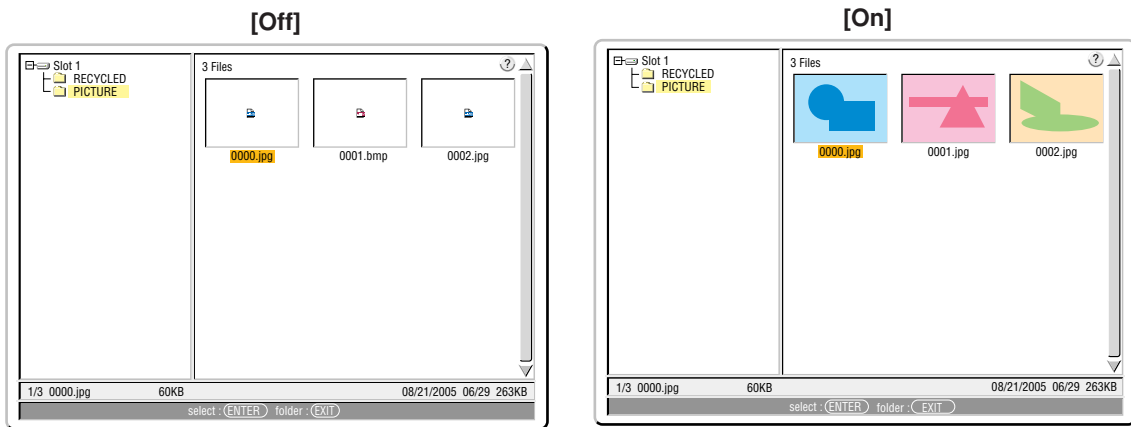 [Off]
Slot 1
RECYCLED
PICTURE
3 Files
?
0000.jpg 0001.bmp 0002.jpg
1/3 0000.jpg 60KB 08/21/2005 06/29 263KB
select : ENTER folder : EXIT
[On]
Slot 1
RECYCLED
PICTURE
3 Files
?
0000.jpg 0001.jpg 0002.jpg
1/3 0000.jpg 60KB 08/21/2005 06/29 263KB
select : ENTER folder : EXIT